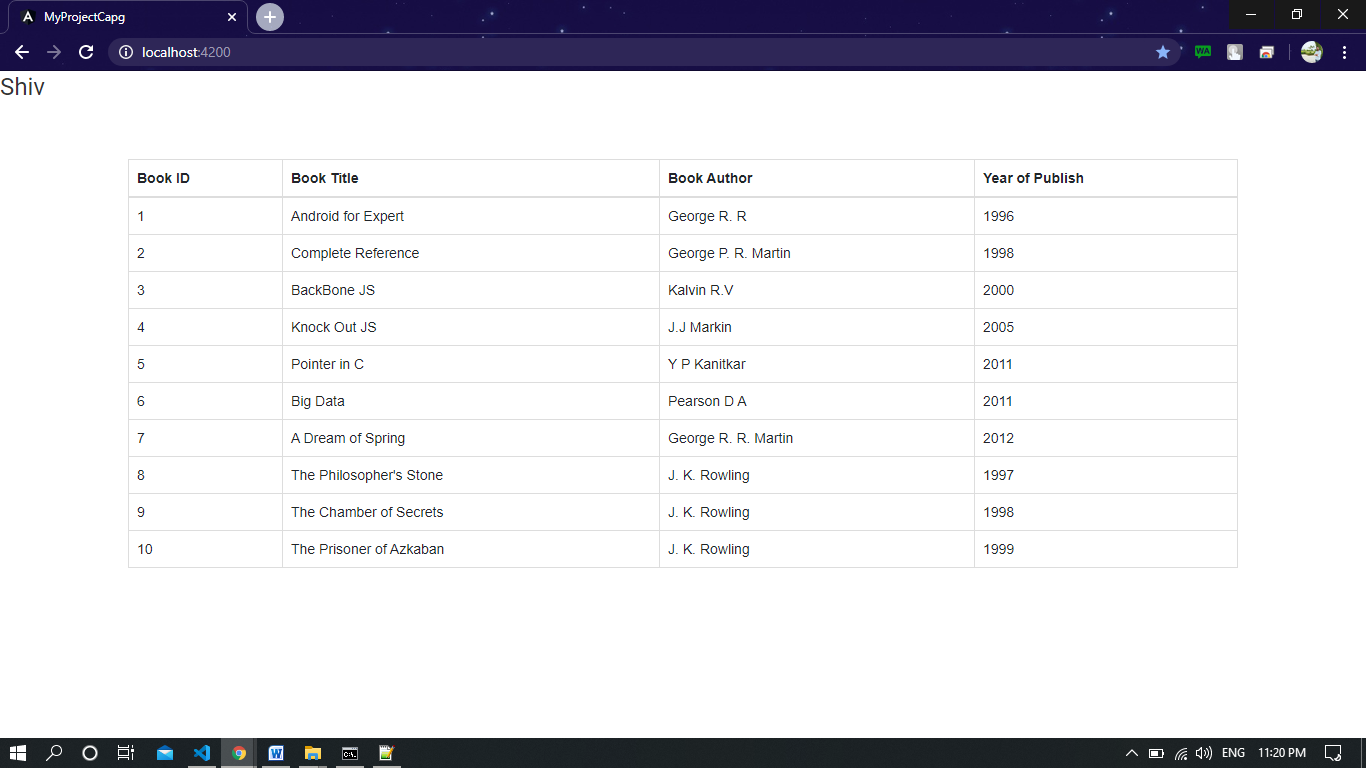 MyProjectCapg
localhost:4200
WA
Shiv
Book ID Book Title Book Author Year of Publish
1 Android for Expert George R. R 1996
2 Complete Reference George P. R. Martin 1998
3 BackBone JS Kalvin R.V 2000
4 Knock Out JS J.J Markin 2005
5 Pointer in C Y P Kanitkar 2011
6 Big Data Pearson D A 2011
7 A Dream of Spring George R. R. Martin 2012
8 The Philosopher's Stone J. K. Rowling 1997
9 The Chamber of Secrets J. K. Rowling 1998
10 The Prisoner of Azkaban J. K. Rowling 1999
ENG 11:20 PM